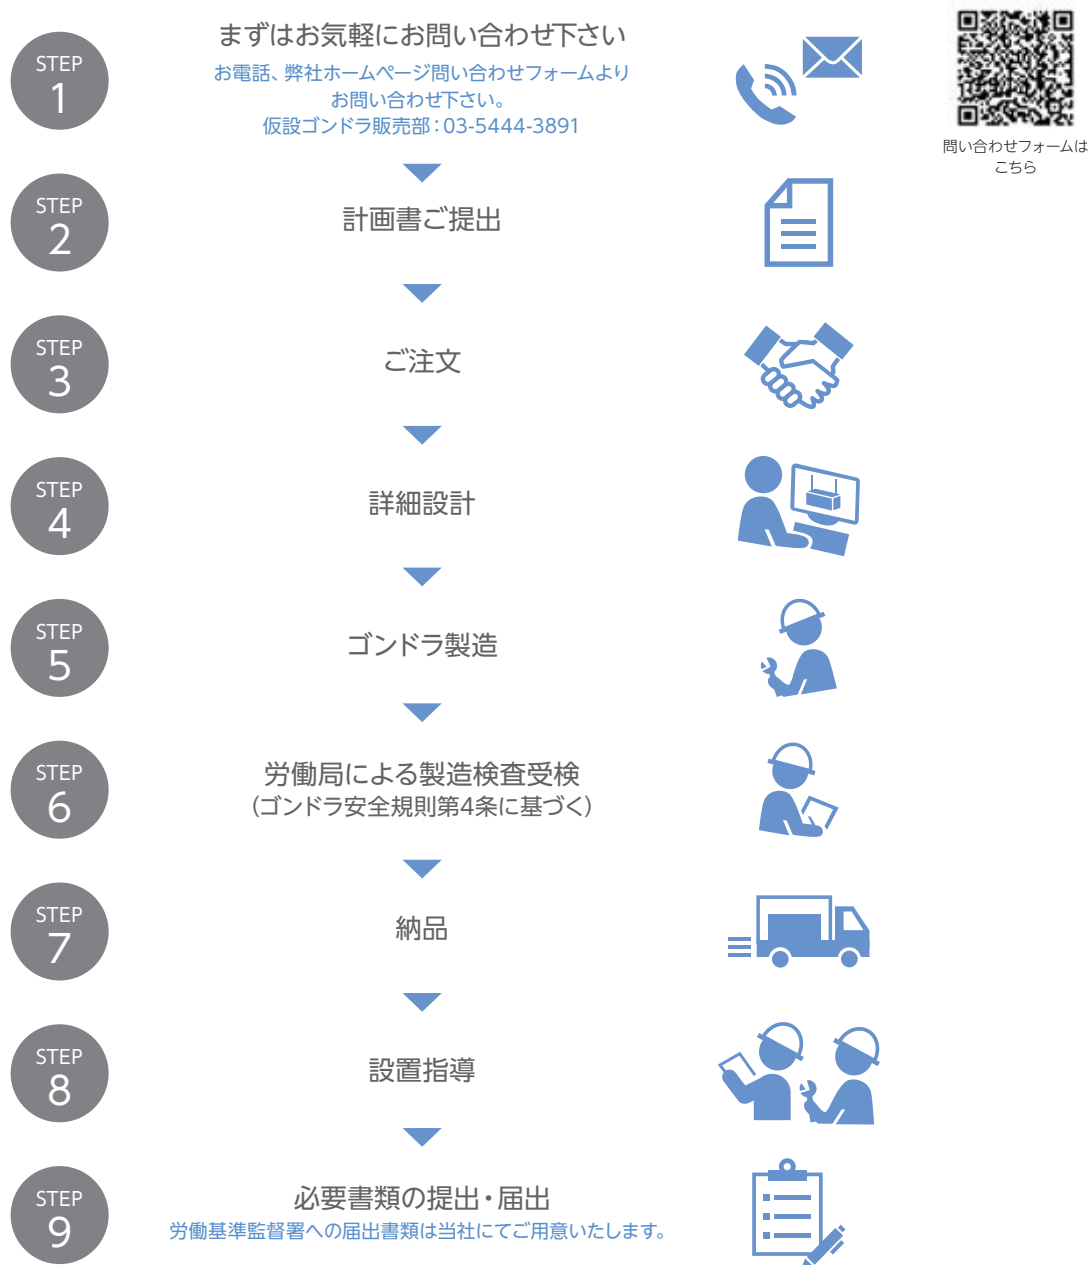 STEP
1
まずはお気軽にお問い合わせ下さい
お電話、弊社ホームページ問い合わせフォームより
お問い合わせ下さい。
仮設ゴンドラ販売部：03-5444-3891
問い合わせフォームは
こちら
STEP
2
計画書ご提出
STEP
3
ご注文
STEP
4
詳細設計
STEP
5
ゴンドラ製造
STEP
6
労働局による製造検査受検
（ゴンドラ安全規則第4条に基づく）
STEP
7
納品
STEP
8
設置指導
STEP
9
必要書類の提出・届出
労働基準監督署への届出書類は当社にてご用意いたします。